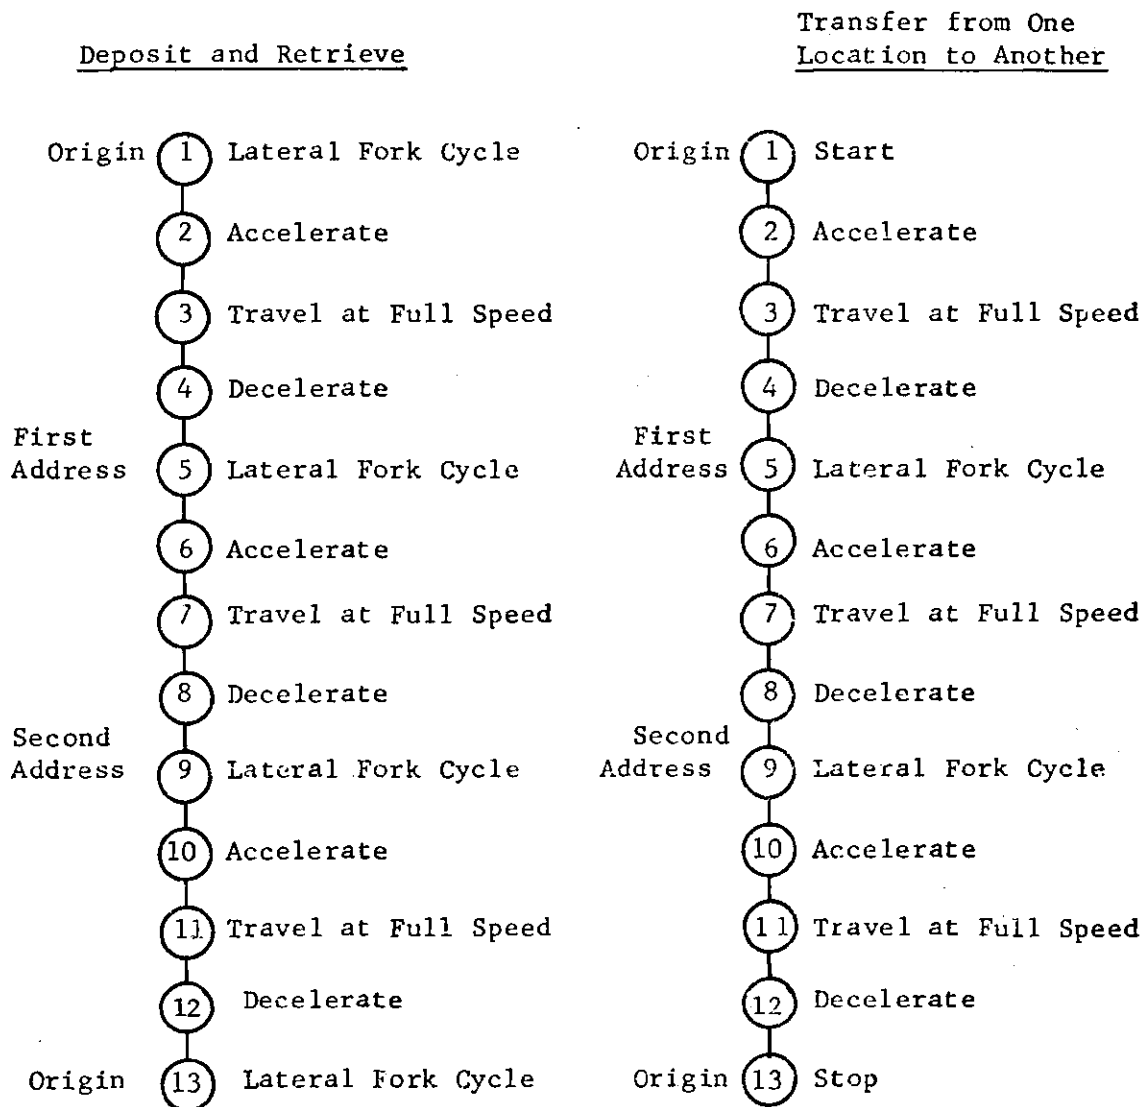 Deposit and Retrieve
Origin 1 Lateral Fork Cycle
2 Accelerate
3 Travel at Full Speed
4 Decelerate
First
Address 5 Lateral Fork Cycle
6 Accelerate
7 Travel at Full Speed
8 Decelerate
Second
Address 9 Lateral Fork Cycle
10 Accelerate
11 Travel at Full Speed
12 Decelerate
Origin 13 Lateral Fork Cycle
Transfer from One
Location to Another
Origin 1 Start
2 Accelerate
3 Travel at Full Speed
4 Decelerate
First
Address 5 Lateral Fork Cycle
6 Accelerate
7 Travel at Full Speed
8 Decelerate
Second
Address 9 Lateral Fork Cycle
10 Accelerate
11 Travel at Full Speed
12 Decelerate
Origin 13 Stop